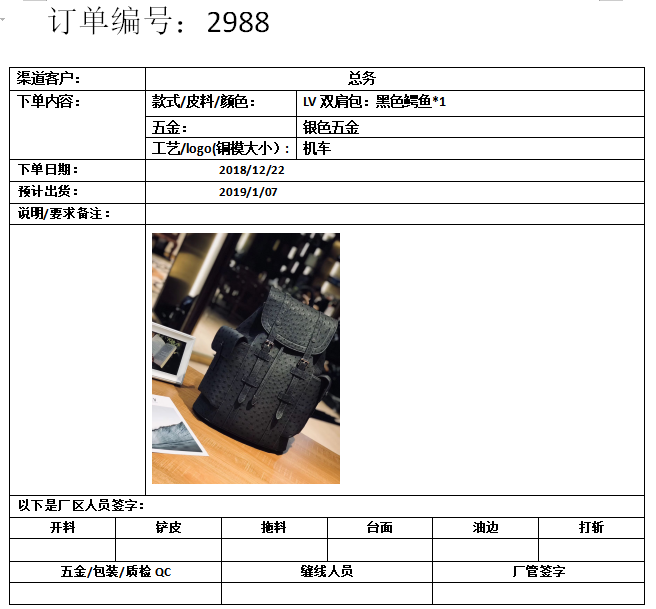 订单编号：2988
渠道客户： 总务
下单内容： 款式/皮料/颜色： LV 双肩包：黑色鳄鱼*1
五金： 银色五金
工艺/logo(铜模大小)： 机车
下单日期： 2018/12/22
预计出货： 2019/1/07
说明/要求备注：
以下是厂区人员签字：
开料 铲皮 拖料 台面 油边 打斩
五金/包装/质检 QC 缝线人员 厂管签字